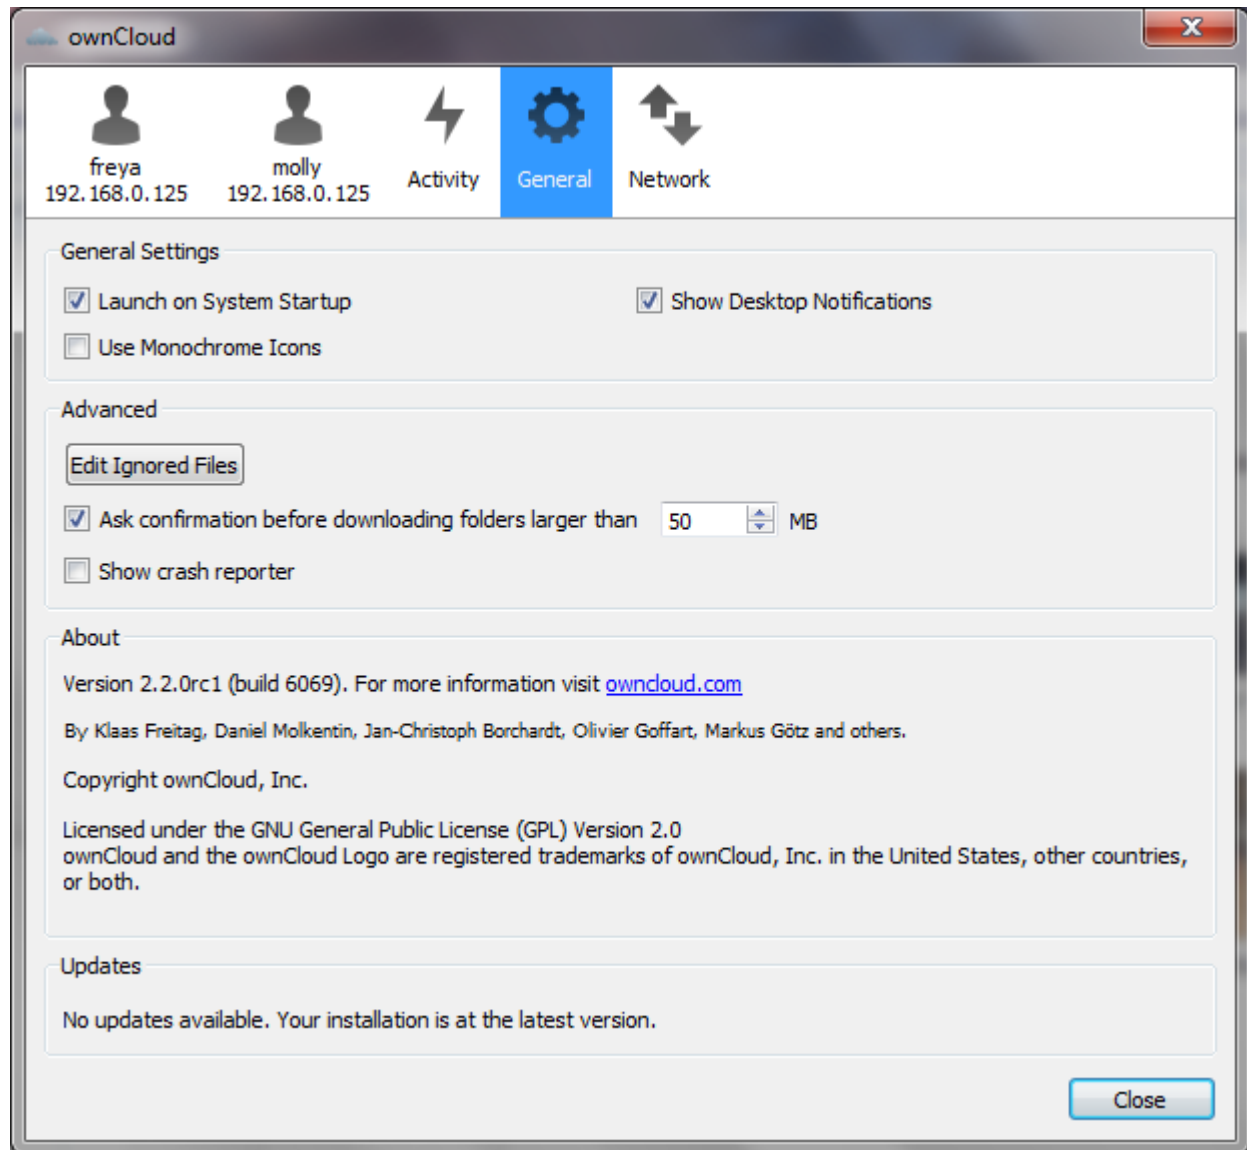 ownCloud
freya
192.168.0.125
molly
192.168.0.125
Activity
General
Network
General Settings
Launch on System Startup
Show Desktop Notifications
Use Monochrome Icons
Advanced
Edit Ignored Files
Ask confirmation before downloading folders larger than 50 MB
Show crash reporter
About
Version 2.2.0rc1 (build 6069). For more information visit owncloud.com
By Klaas Freitag, Daniel Molkentin, Jan-Christoph Borchardt, Olivier Goffart, Markus Götz and others.
Copyright ownCloud, Inc.
Licensed under the GNU General Public License (GPL) Version 2.0
ownCloud and the ownCloud Logo are registered trademarks of ownCloud, Inc. in the United States, other countries,
or both.
Updates
No updates available. Your installation is at the latest version.
Close